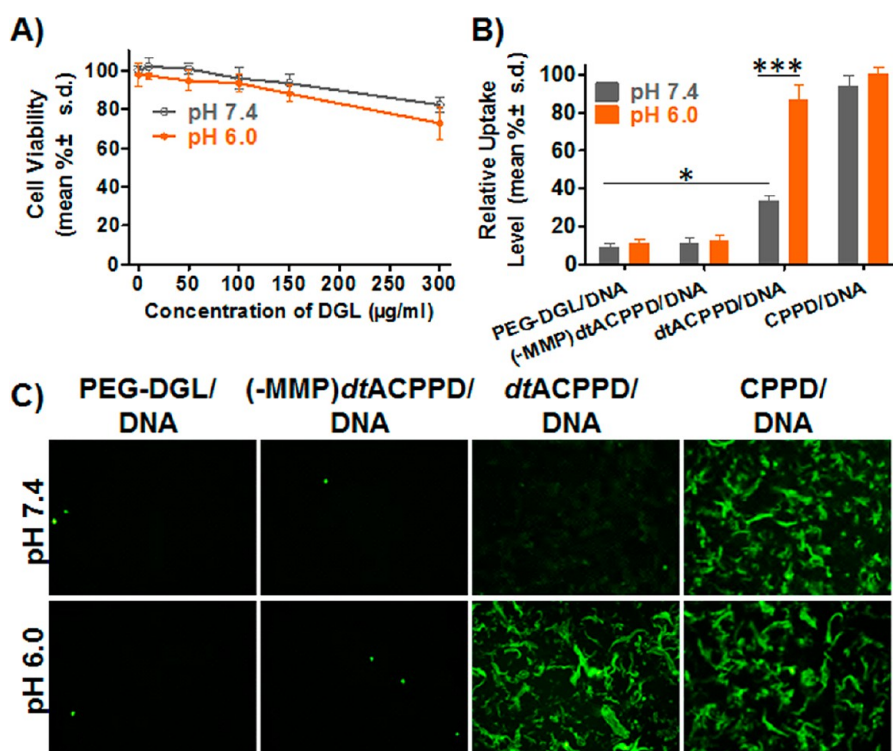 A)
Cell Viability
(mean %± s.d.)
100
80
60
40
20
0
pH 7.4
pH 6.0
0 50 100 150 200 250 300
Concentration of DGL (µg/ml)
B)
Relative Uptake
Level (mean %± s.d.)
100
80
60
40
20
0
pH 7.4
pH 6.0
***
*
PEG-DGL/DNA
(-MMP)dtACPPD/DNA
dtACPPD/DNA
CPPD/DNA
C)
PEG-DGL/
DNA
(-MMP)dtACPPD/
DNA
dtACPPD/
DNA
CPPD/
DNA
pH 7.4
pH 6.0